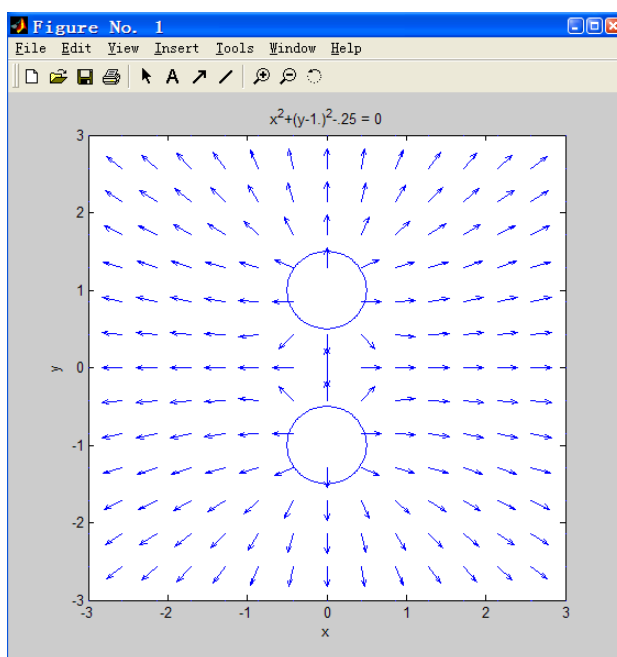 Figure No. 1
File Edit View Insert Tools Window Help
A
x²+(y-1.)²-.25 = 0
3
2
1
0
-1
-2
-3
y
-3 -2 -1 0 1 2 3
x